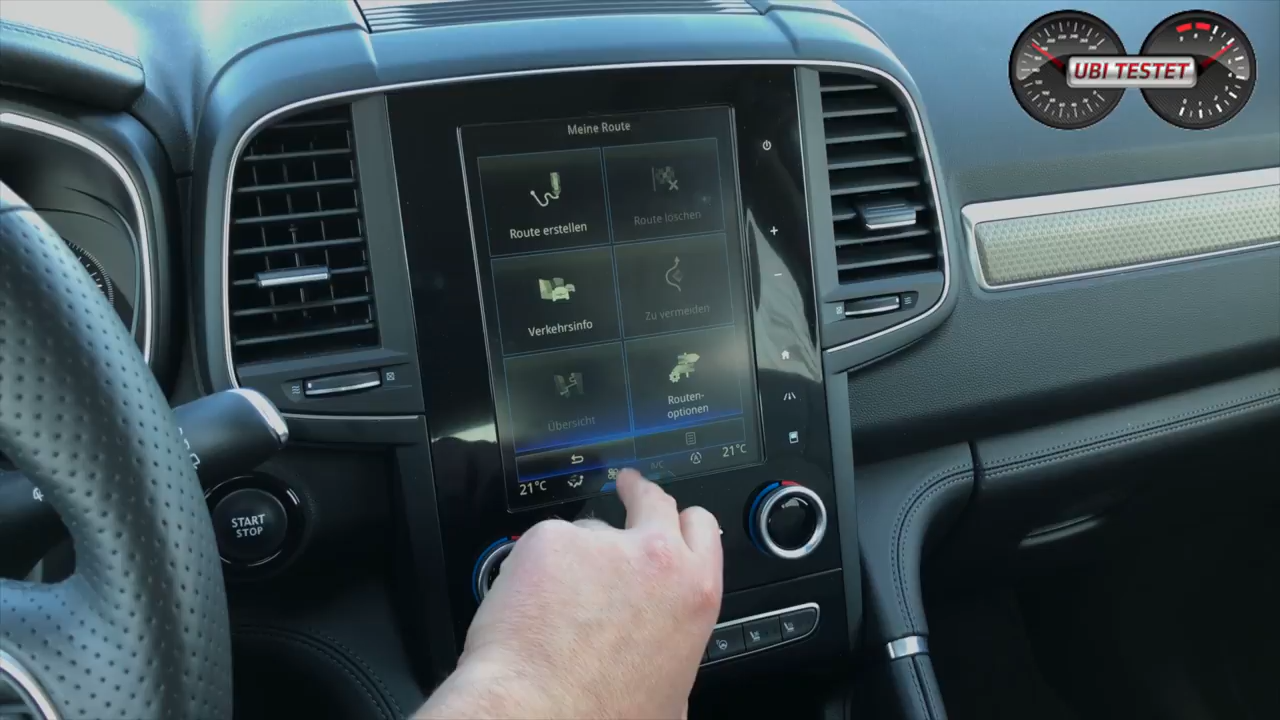 UBI TESTET
Meine Route
Route erstellen
Route löschen
Verkehrsinfo
Zu vermeiden
Übersicht
Routen-
optionen
21°C
A/C
21°C
START
STOP